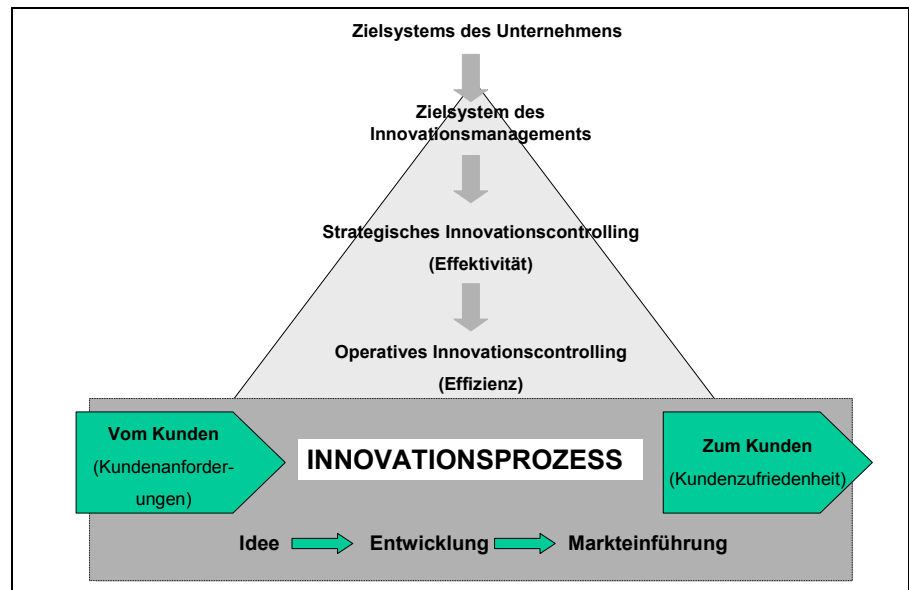 Zielsystems des Unternehmens
Zielsystem des
Innovationsmanagements
Strategisches Innovationscontrolling
(Effektivität)
Operatives Innovationscontrolling
(Effizienz)
Vom Kunden
(Kundenanforder-
ungen)
INNOVATIONSPROZESS
Zum Kunden
(Kundenzufriedenheit)
Idee Entwicklung Markteinführung